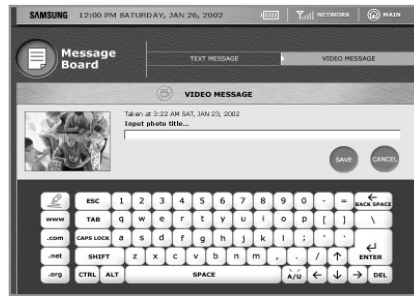 SAMSUNG 12:00 PM SATURDAY, JAN 26, 2002 NETWORK MAIN
Message
Board
TEXT MESSAGE VIDEO MESSAGE
VIDEO MESSAGE
Taken at 3:22 AM SAT, JAN 23, 2002
Input photo title...
SAVE CANCEL
ESC 1 2 3 4 5 6 7 8 9 0 - = BACK SPACE
www TAB q w e r t y u i o p [ ] \
.com CAPS LOCK a s d f g h j k l ; ENTER
.net SHIFT z x c v b n m , . /
.org CTRL ALT SPACE A/U DEL